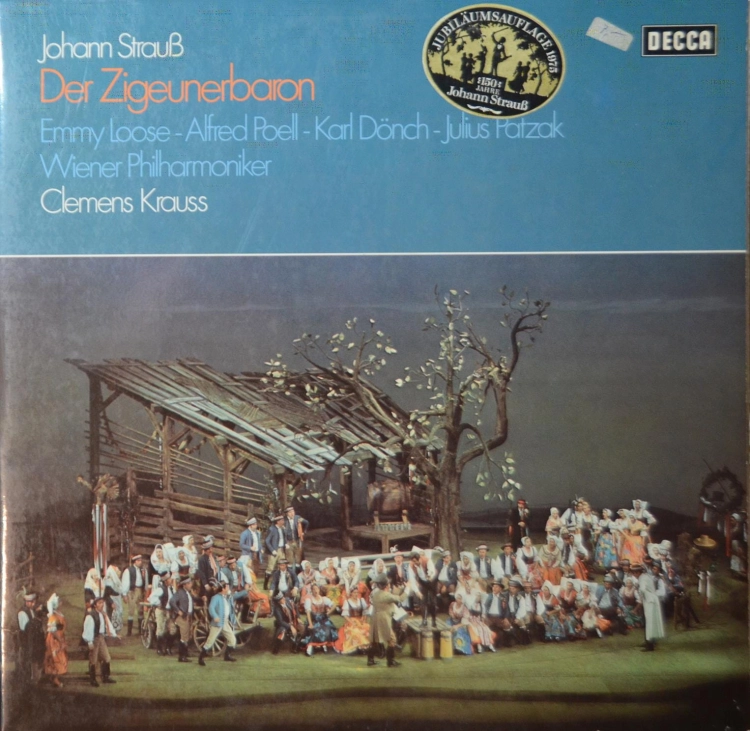 Johann Strauß
Der Zigeunerbaron
Emmy Loose - Alfred Poell - Karl Dönch - Julius Patzak
Wiener Philharmoniker
Clemens Krauss
JUBILÄUMSAUFLAGE 1975
150
JAHRE
Johann Strauß
DECCA